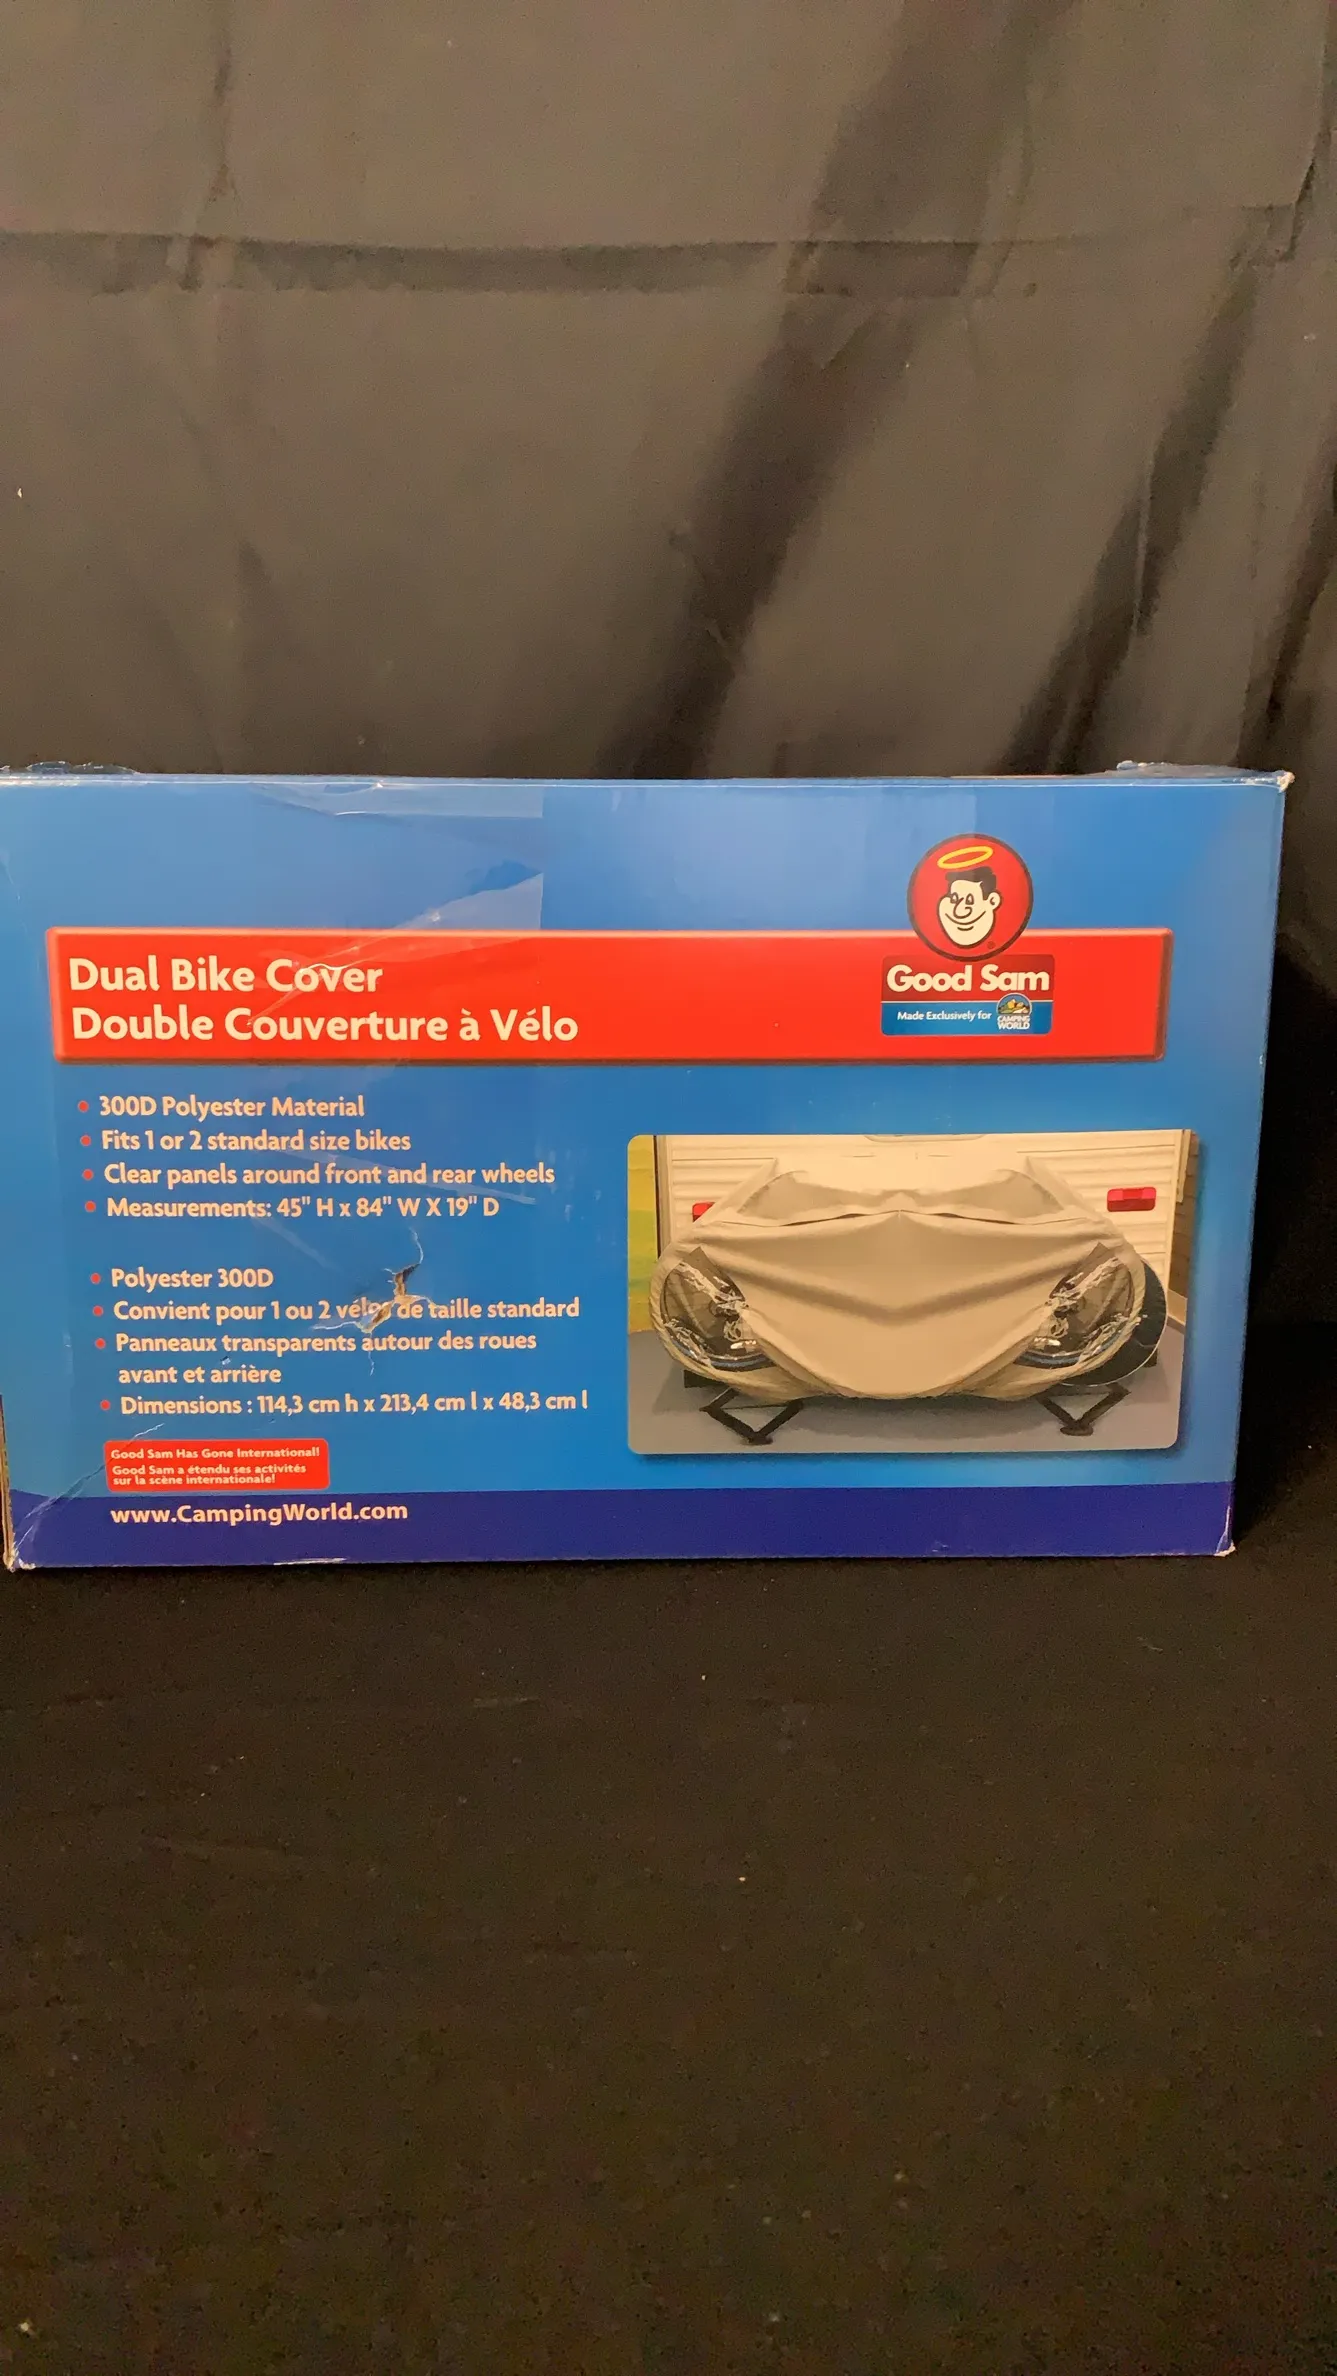 Good Sam
Made Exclusively for
CAMPING
WORLD
Dual Bike Cover
Double Couverture à Vélo
• 300D Polyester Material
• Fits 1 or 2 standard size bikes
• Clear panels around front and rear wheels
• Measurements: 45" H x 84" W X 19" D
• Polyester 300D
• Convient pour 1 ou 2 vélos de taille standard
• Panneaux transparents autour des roues
avant et arrière
• Dimensions : 114,3 cm h x 213,4 cm l x 48,3 cm l
Good Sam Has Gone International!
Good Sam a étendu ses activités
sur la scène internationale!
www.CampingWorld.com